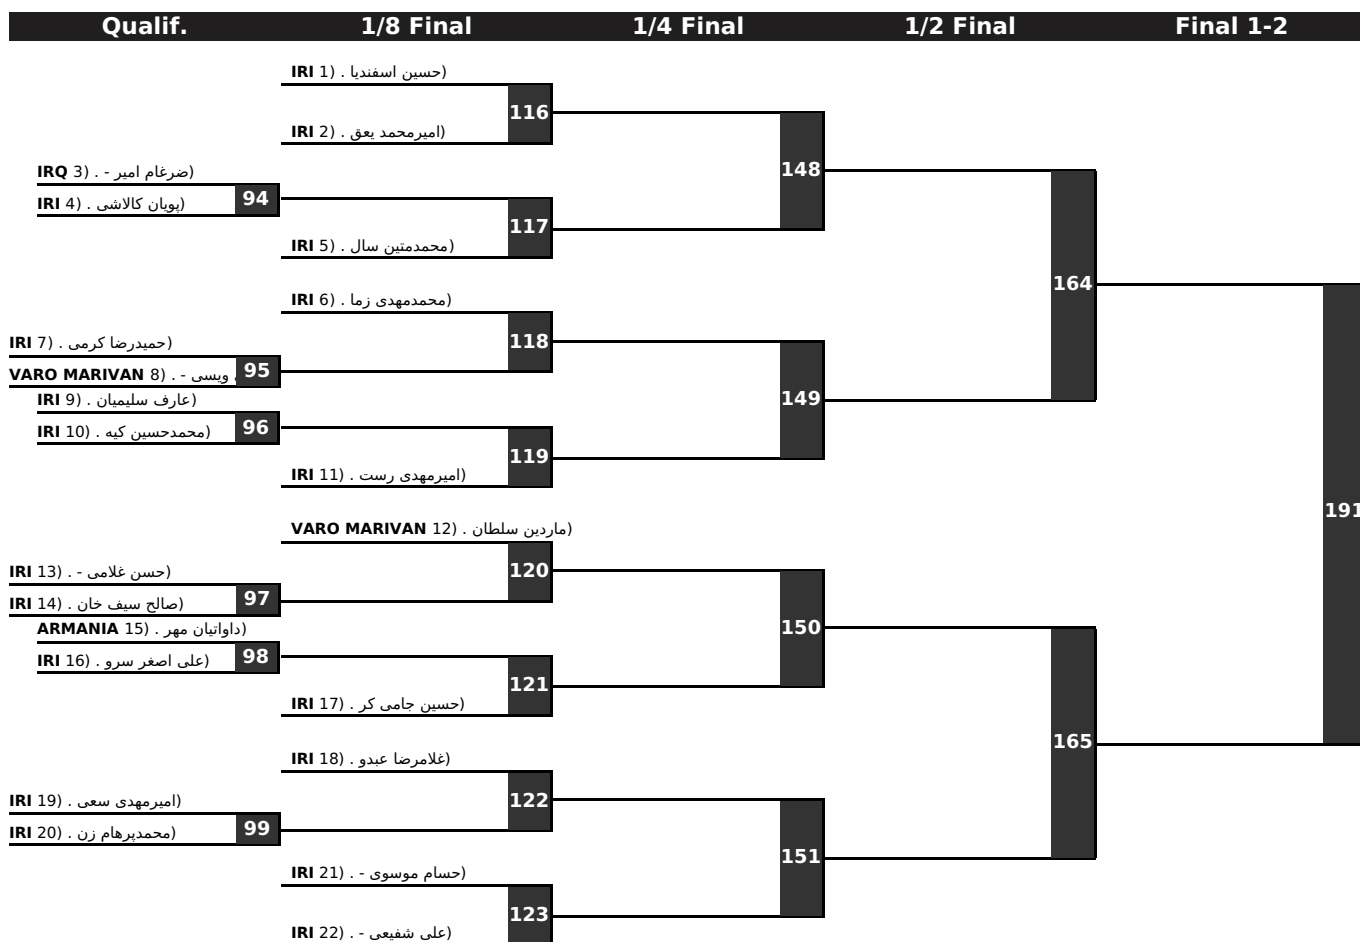 Qualif. 1/8 Final 1/4 Final 1/2 Final Final 1-2
IRI 1) . حسین اسفندیا)
116
IRI 2) . امیرمحمد یعق)
148
IRQ 3) . - ضرغام امیر)
94
IRI 4) . پویان کالاشی)
117
IRI 5) . محمدمتین سال)
164
IRI 6) . محمدمهدی زما)
118
IRI 7) . حمیدرضا کرمی)
95
VARO MARIVAN 8) . - ویسی
149
IRI 9) . عارف سلیمیان)
96
IRI 10) . محمدحسین کیه)
119
IRI 11) . امیرمهدی رست)
191
VARO MARIVAN 12) . ماردین سلطان)
120
IRI 13) . - حسن غلامی)
97
IRI 14) . صالح سیف خان)
150
ARMANIA 15) . داواتیان مهر)
98
IRI 16) . علی اصغر سرو)
121
IRI 17) . حسین جامی کر)
165
IRI 18) . غلامرضا عبدو)
122
IRI 19) . امیرمهدی سعی)
99
IRI 20) . محمدپرهام زن)
151
IRI 21) . - حسام موسوی)
123
IRI 22) . - علی شفیعی)